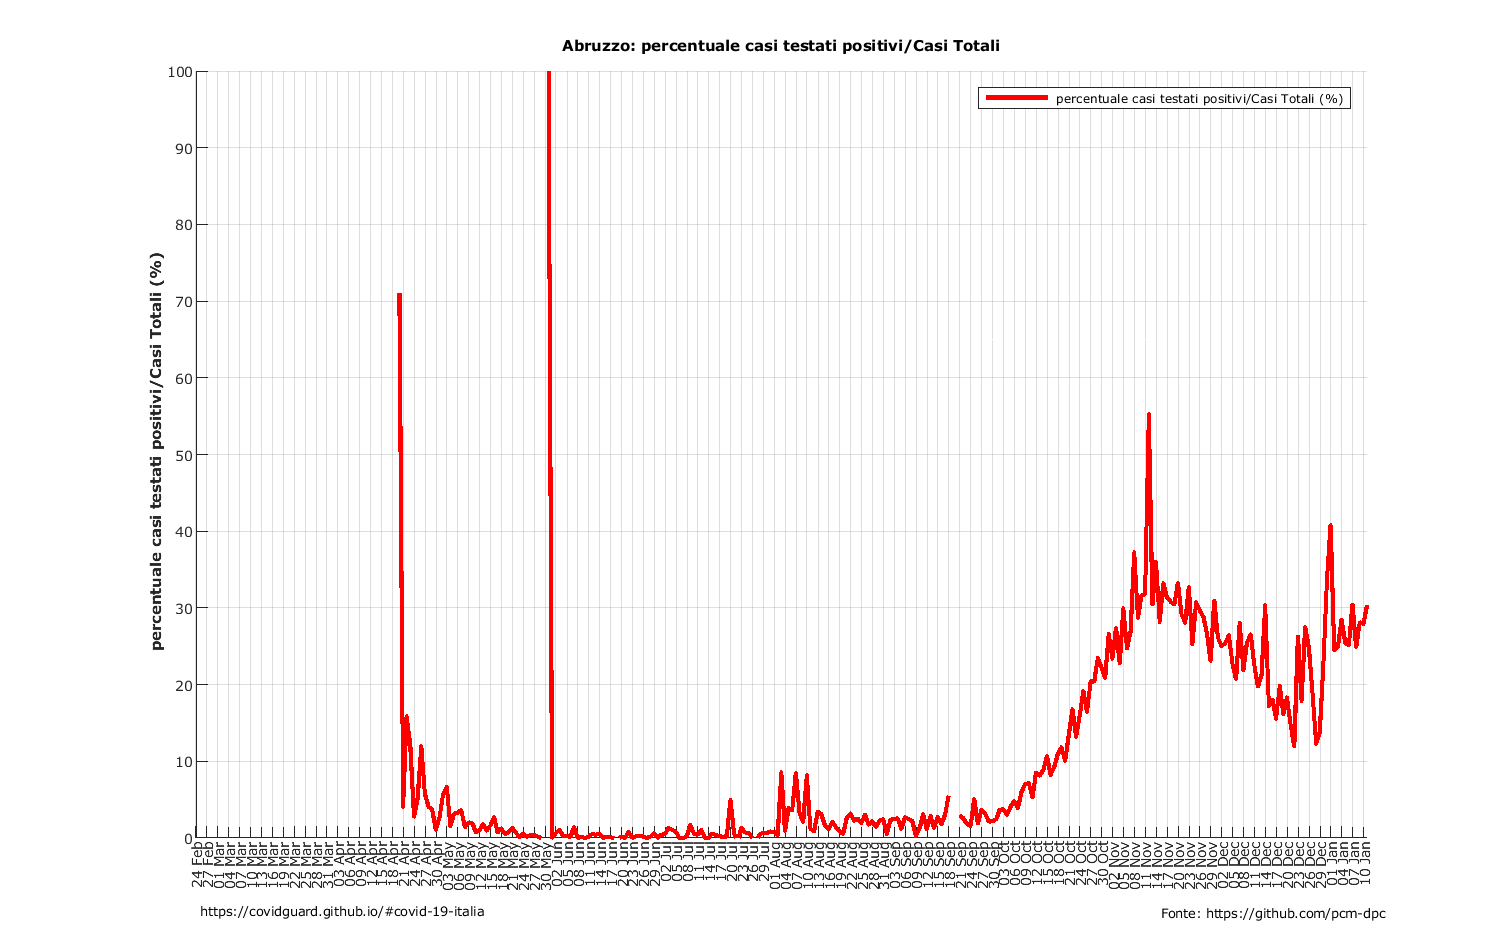 Abruzzo: percentuale casi testati positivi/Casi Totali
percentuale casi testati positivi/Casi Totali (%)
percentuale casi testati positivi/Casi Totali (%)
100
90
80
70
60
50
40
30
20
10
0
24 Feb
27 Feb
01 Mar
04 Mar
07 Mar
10 Mar
13 Mar
16 Mar
19 Mar
22 Mar
25 Mar
28 Mar
31 Mar
03 Apr
06 Apr
09 Apr
12 Apr
15 Apr
18 Apr
21 Apr
24 Apr
27 Apr
30 Apr
03 May
06 May
09 May
12 May
15 May
18 May
21 May
24 May
27 May
30 May
02 Jun
05 Jun
08 Jun
11 Jun
14 Jun
17 Jun
20 Jun
23 Jun
26 Jun
29 Jun
02 Jul
05 Jul
08 Jul
11 Jul
14 Jul
17 Jul
20 Jul
23 Jul
26 Jul
29 Jul
01 Aug
04 Aug
07 Aug
10 Aug
13 Aug
16 Aug
19 Aug
22 Aug
25 Aug
28 Aug
31 Aug
03 Sep
06 Sep
09 Sep
12 Sep
15 Sep
18 Sep
21 Sep
24 Sep
27 Sep
30 Sep
03 Oct
06 Oct
09 Oct
12 Oct
15 Oct
18 Oct
21 Oct
24 Oct
27 Oct
30 Oct
02 Nov
05 Nov
08 Nov
11 Nov
14 Nov
17 Nov
20 Nov
23 Nov
26 Nov
29 Nov
02 Dec
05 Dec
08 Dec
11 Dec
14 Dec
17 Dec
20 Dec
23 Dec
26 Dec
29 Dec
01 Jan
04 Jan
07 Jan
10 Jan
https://covidguard.github.io/#covid-19-italia
Fonte: https://github.com/pcm-dpc